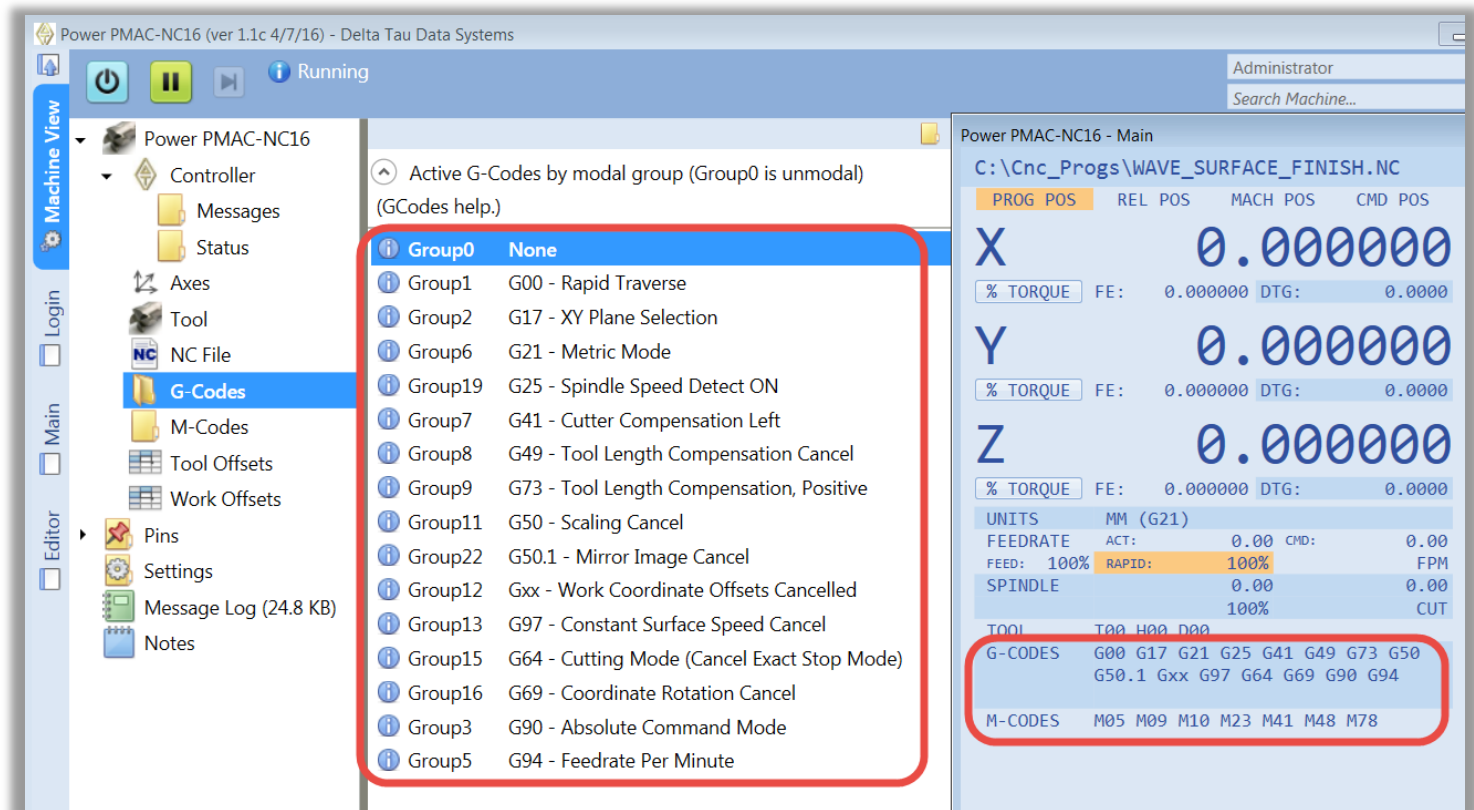 Power PMAC-NC16 (ver 1.1c 4/7/16) - Delta Tau Data Systems
Running
Administrator
Search Machine...
Machine View
Login
Main
Editor
Power PMAC-NC16
Controller
Messages
Status
Axes
Tool
NC
NC File
G-Codes
M-Codes
Tool Offsets
Work Offsets
Pins
Settings
Message Log (24.8 KB)
Notes
Active G-Codes by modal group (Group0 is unmodal)
(GCodes help.)
Group0 None
Group1 G00 - Rapid Traverse
Group2 G17 - XY Plane Selection
Group6 G21 - Metric Mode
Group19 G25 - Spindle Speed Detect ON
Group7 G41 - Cutter Compensation Left
Group8 G49 - Tool Length Compensation Cancel
Group9 G73 - Tool Length Compensation, Positive
Group11 G50 - Scaling Cancel
Group22 G50.1 - Mirror Image Cancel
Group12 Gxx - Work Coordinate Offsets Cancelled
Group13 G97 - Constant Surface Speed Cancel
Group15 G64 - Cutting Mode (Cancel Exact Stop Mode)
Group16 G69 - Coordinate Rotation Cancel
Group3 G90 - Absolute Command Mode
Group5 G94 - Feedrate Per Minute
Power PMAC-NC16 - Main
C:\Cnc_Progs\WAVE_SURFACE_FINISH.NC
PROG POS REL POS MACH POS CMD POS
X 0.000000
% TORQUE FE: 0.000000 DTG: 0.0000
Y 0.000000
% TORQUE FE: 0.000000 DTG: 0.0000
Z 0.000000
% TORQUE FE: 0.000000 DTG: 0.0000
UNITS MM (G21)
FEEDRATE ACT: 0.00 CMD: 0.00
FEED: 100% RAPID: 100% FPM
SPINDLE 0.00 0.00
100% CUT
TOOL T00 H00 D00
G-CODES G00 G17 G21 G25 G41 G49 G73 G50
G50.1 Gxx G97 G64 G69 G90 G94
M-CODES M05 M09 M10 M23 M41 M48 M78